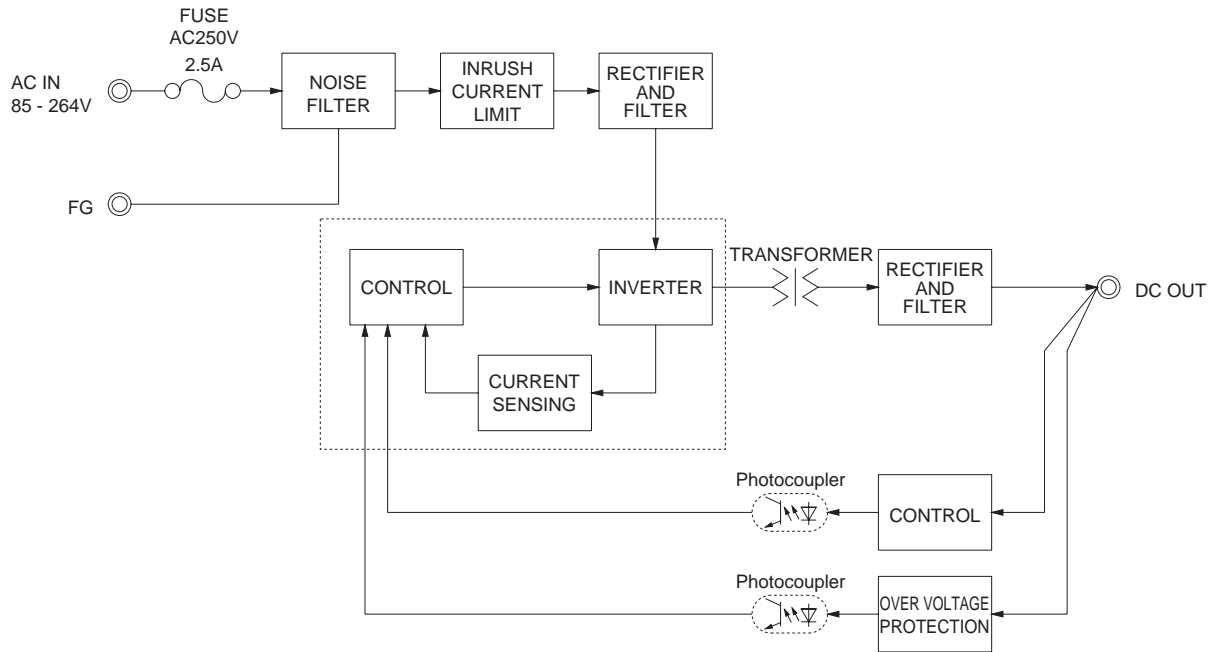 FUSE
AC250V
2.5A
AC IN
85 - 264V
NOISE
FILTER
INRUSH
CURRENT
LIMIT
RECTIFIER
AND
FILTER
FG
CONTROL
INVERTER
TRANSFORMER
RECTIFIER
AND
FILTER
DC OUT
CURRENT
SENSING
Photocoupler
CONTROL
Photocoupler
OVER VOLTAGE
PROTECTION